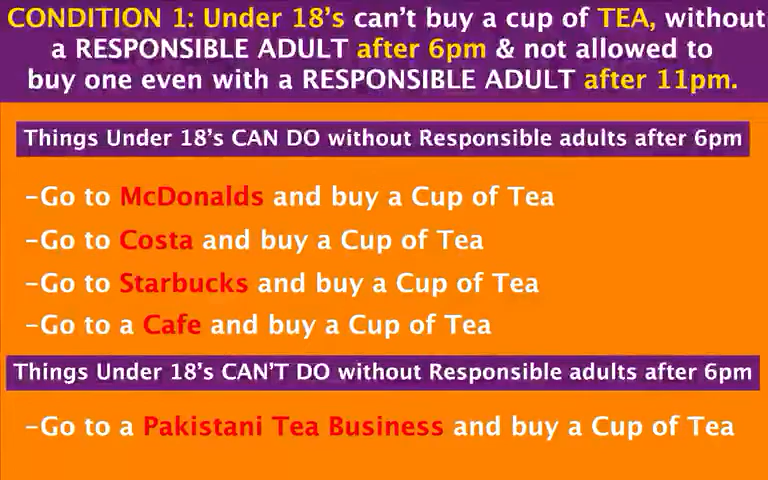 CONDITION 1: Under 18's can't buy a cup of TEA, without
a RESPONSIBLE ADULT after 6pm & not allowed to
buy one even with a RESPONSIBLE ADULT after 11pm.
Things Under 18's CAN DO without Responsible adults after 6pm
-Go to McDonalds and buy a Cup of Tea
-Go to Costa and buy a Cup of Tea
-Go to Starbucks and buy a Cup of Tea
-Go to a Cafe and buy a Cup of Tea
Things Under 18's CAN'T DO without Responsible adults after 6pm
-Go to a Pakistani Tea Business and buy a Cup of Tea